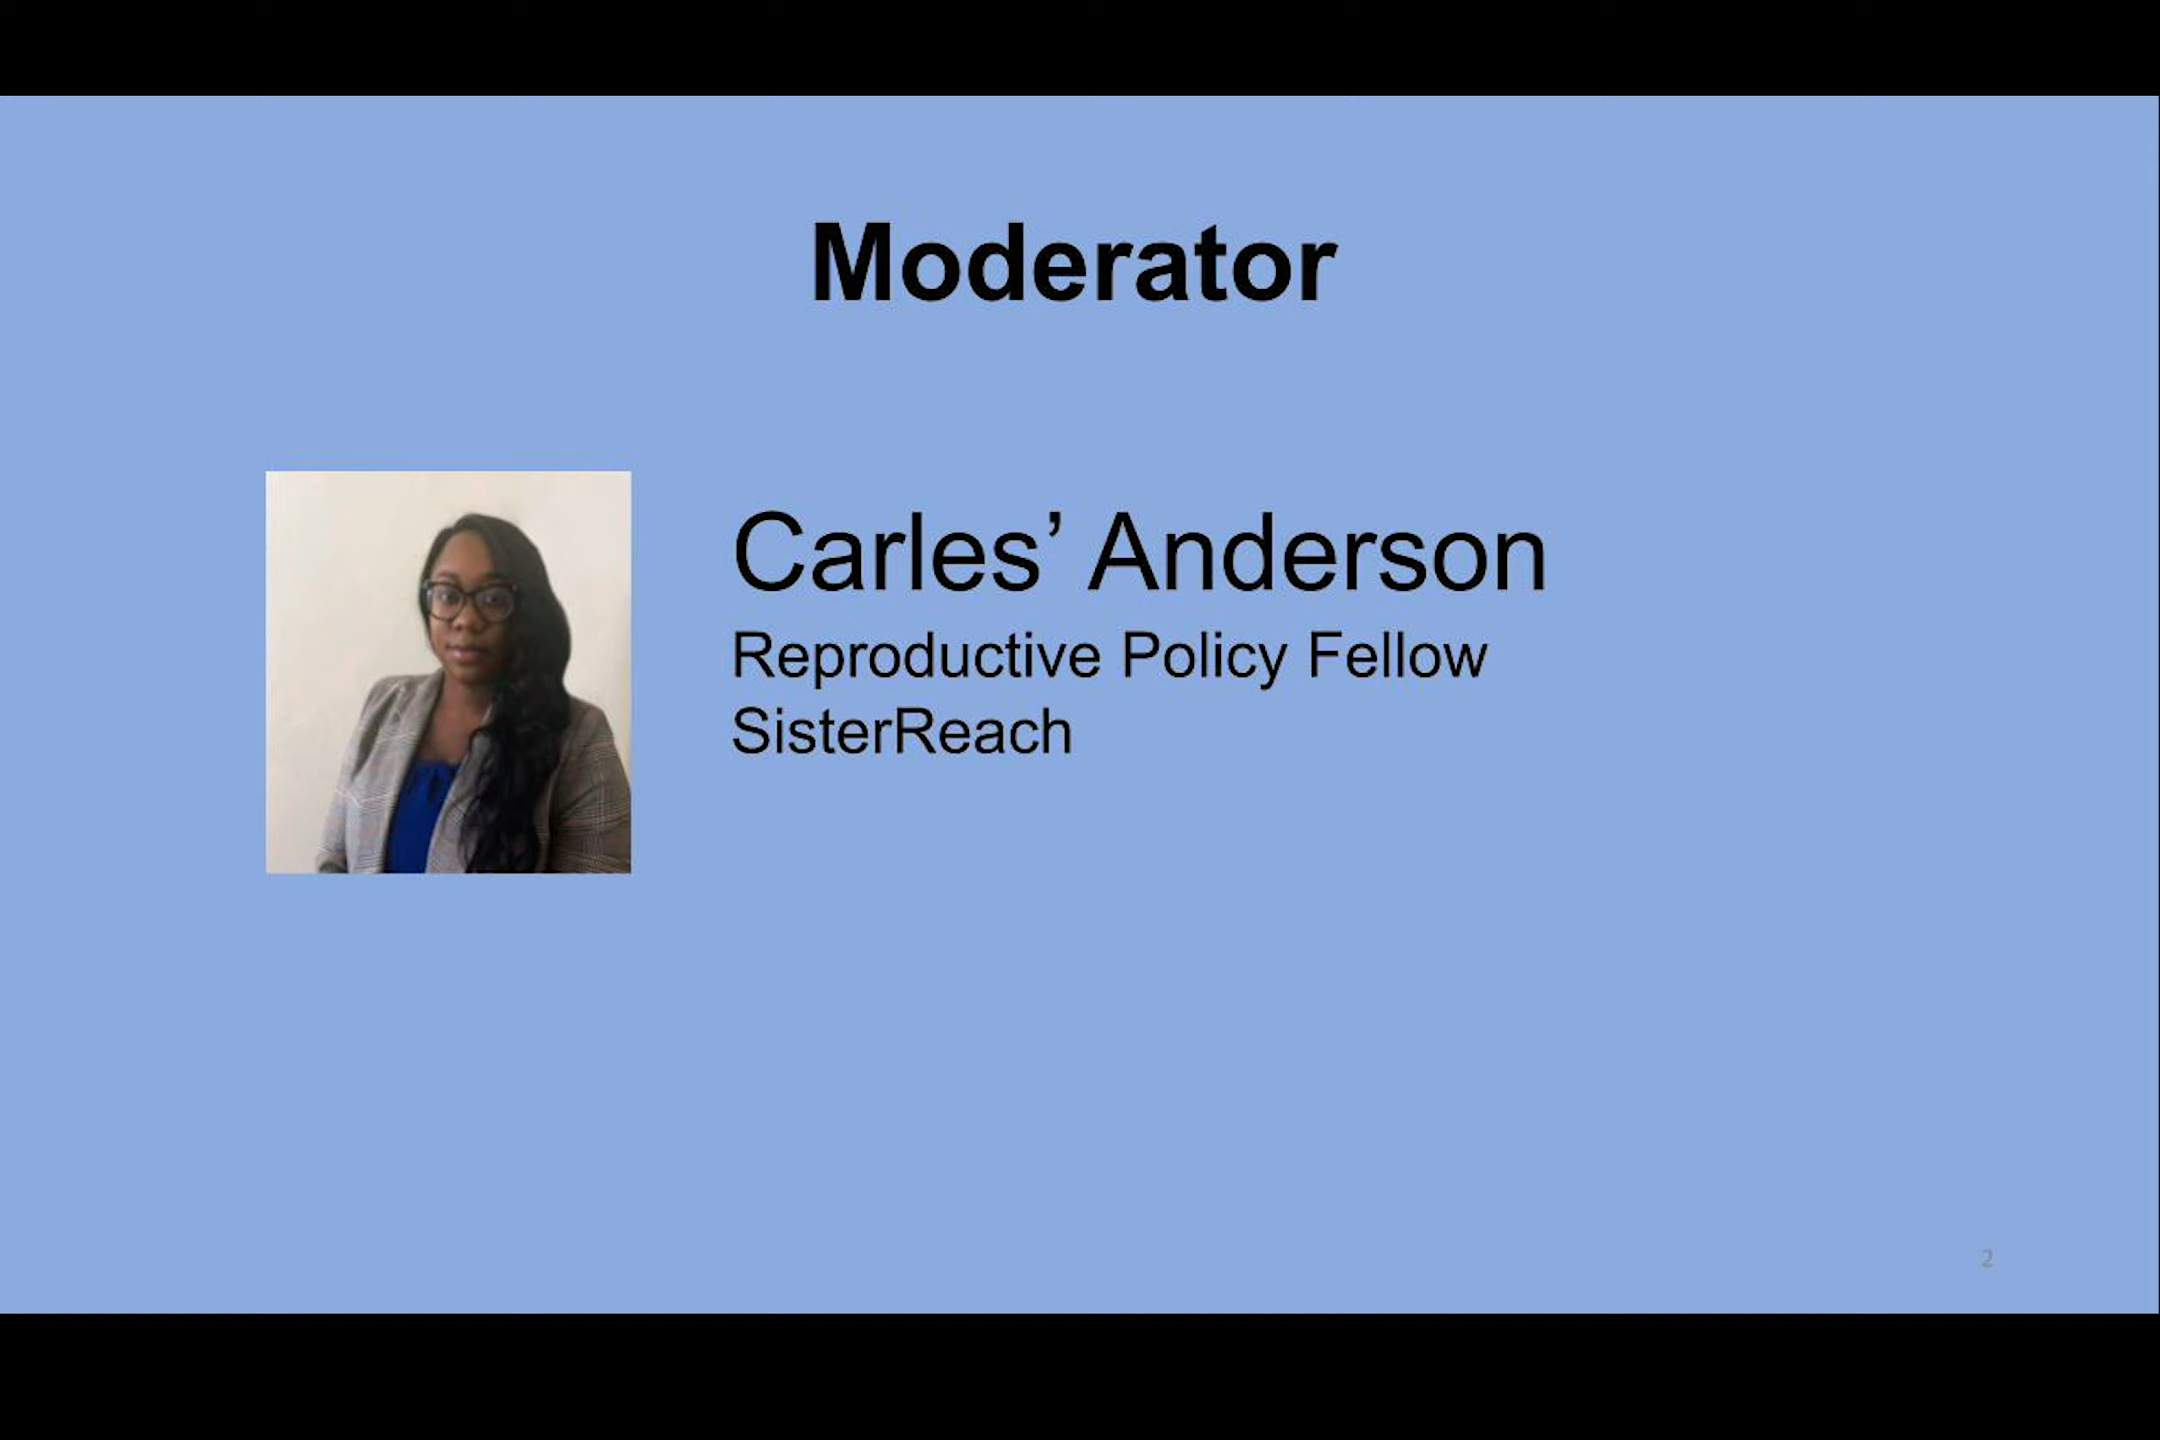 Moderator
Carles’ Anderson
Reproductive Policy Fellow
SisterReach
2